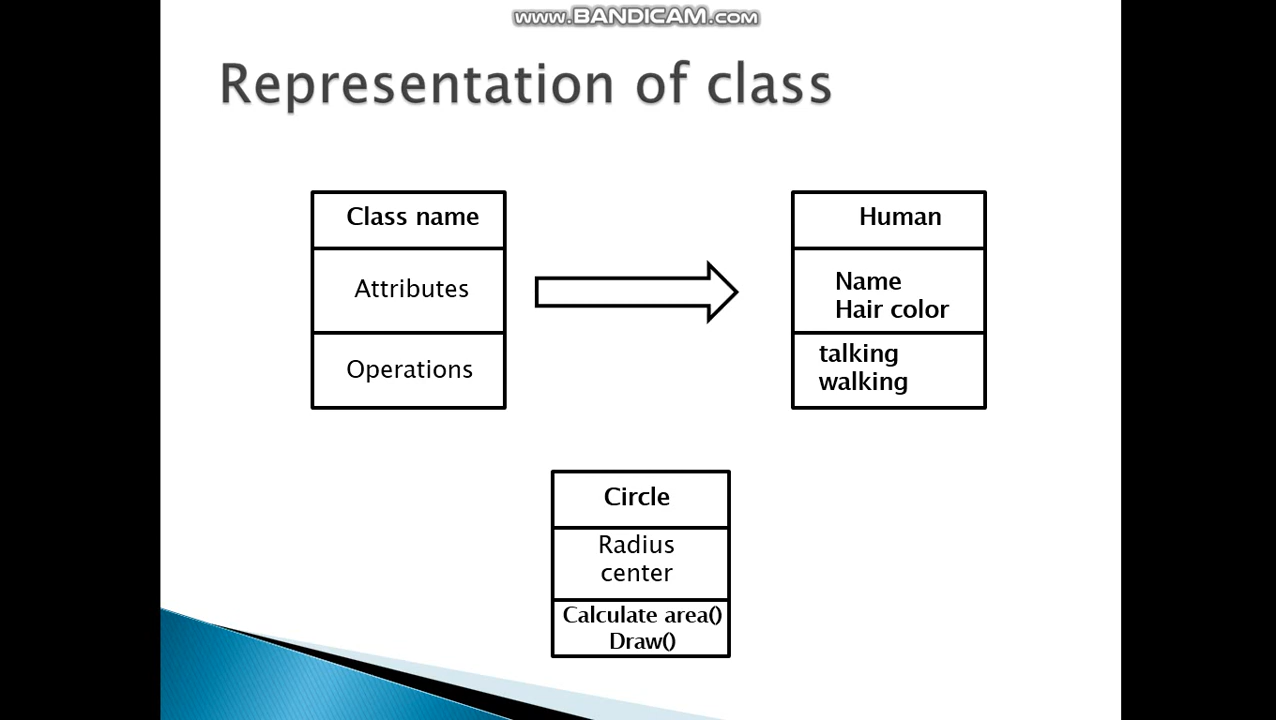 www.BANDICAM.com
Representation of class
Class name
Attributes
Operations
Human
Name
Hair color
talking
walking
Circle
Radius
center
Calculate area()
Draw()